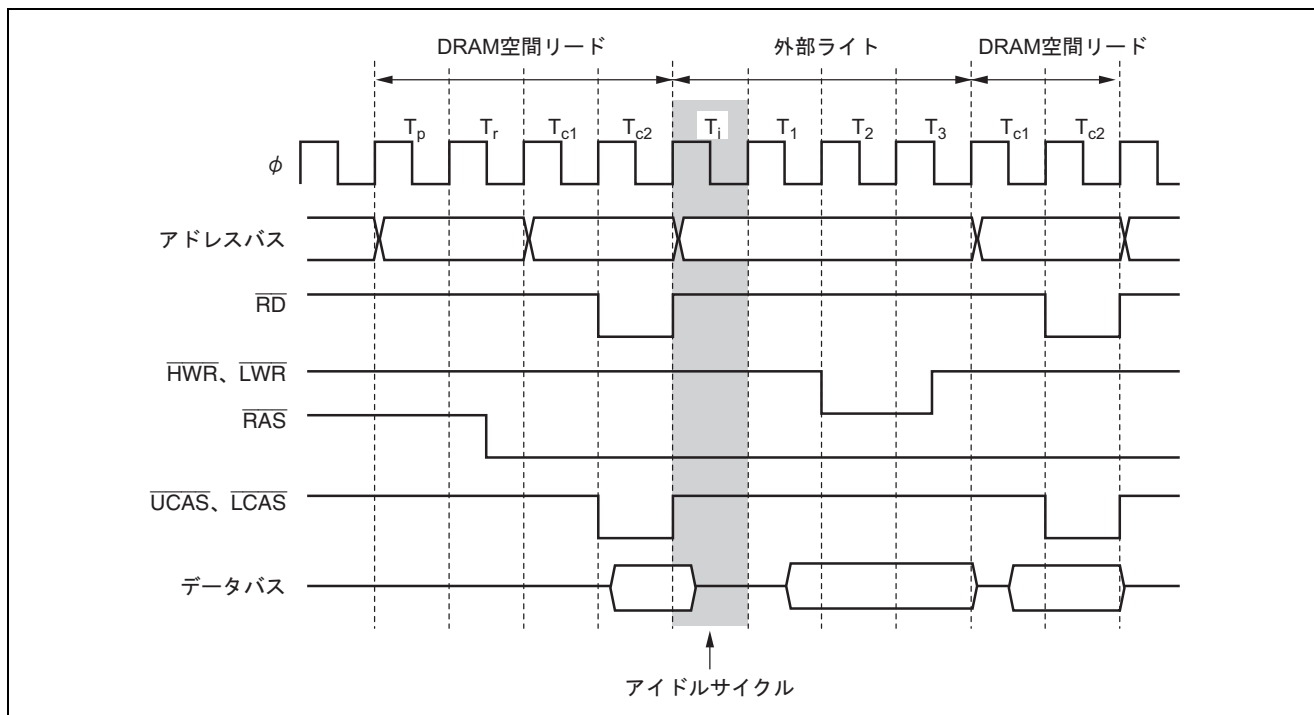 DRAM空間リード 外部ライト DRAM空間リード
Tp Tr Tc1 Tc2 Ti T1 T2 T3 Tc1 Tc2
φ
アドレスバス
RD
HWR、LWR
RAS
UCAS、LCAS
データバス
アイドルサイクル